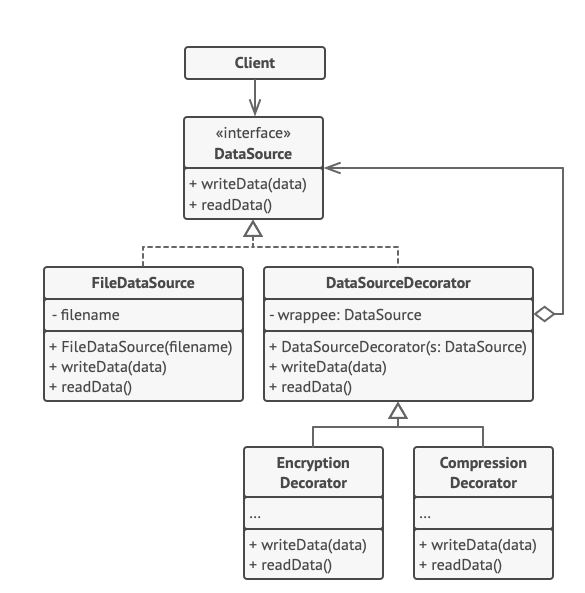 Client
«interface»
DataSource
+ writeData(data)
+ readData()
FileDataSource
- filename
+ FileDataSource(filename)
+ writeData(data)
+ readData()
DataSourceDecorator
- wrappee: DataSource
+ DataSourceDecorator(s: DataSource)
+ writeData(data)
+ readData()
Encryption
Decorator
...
+ writeData(data)
+ readData()
Compression
Decorator
...
+ writeData(data)
+ readData()